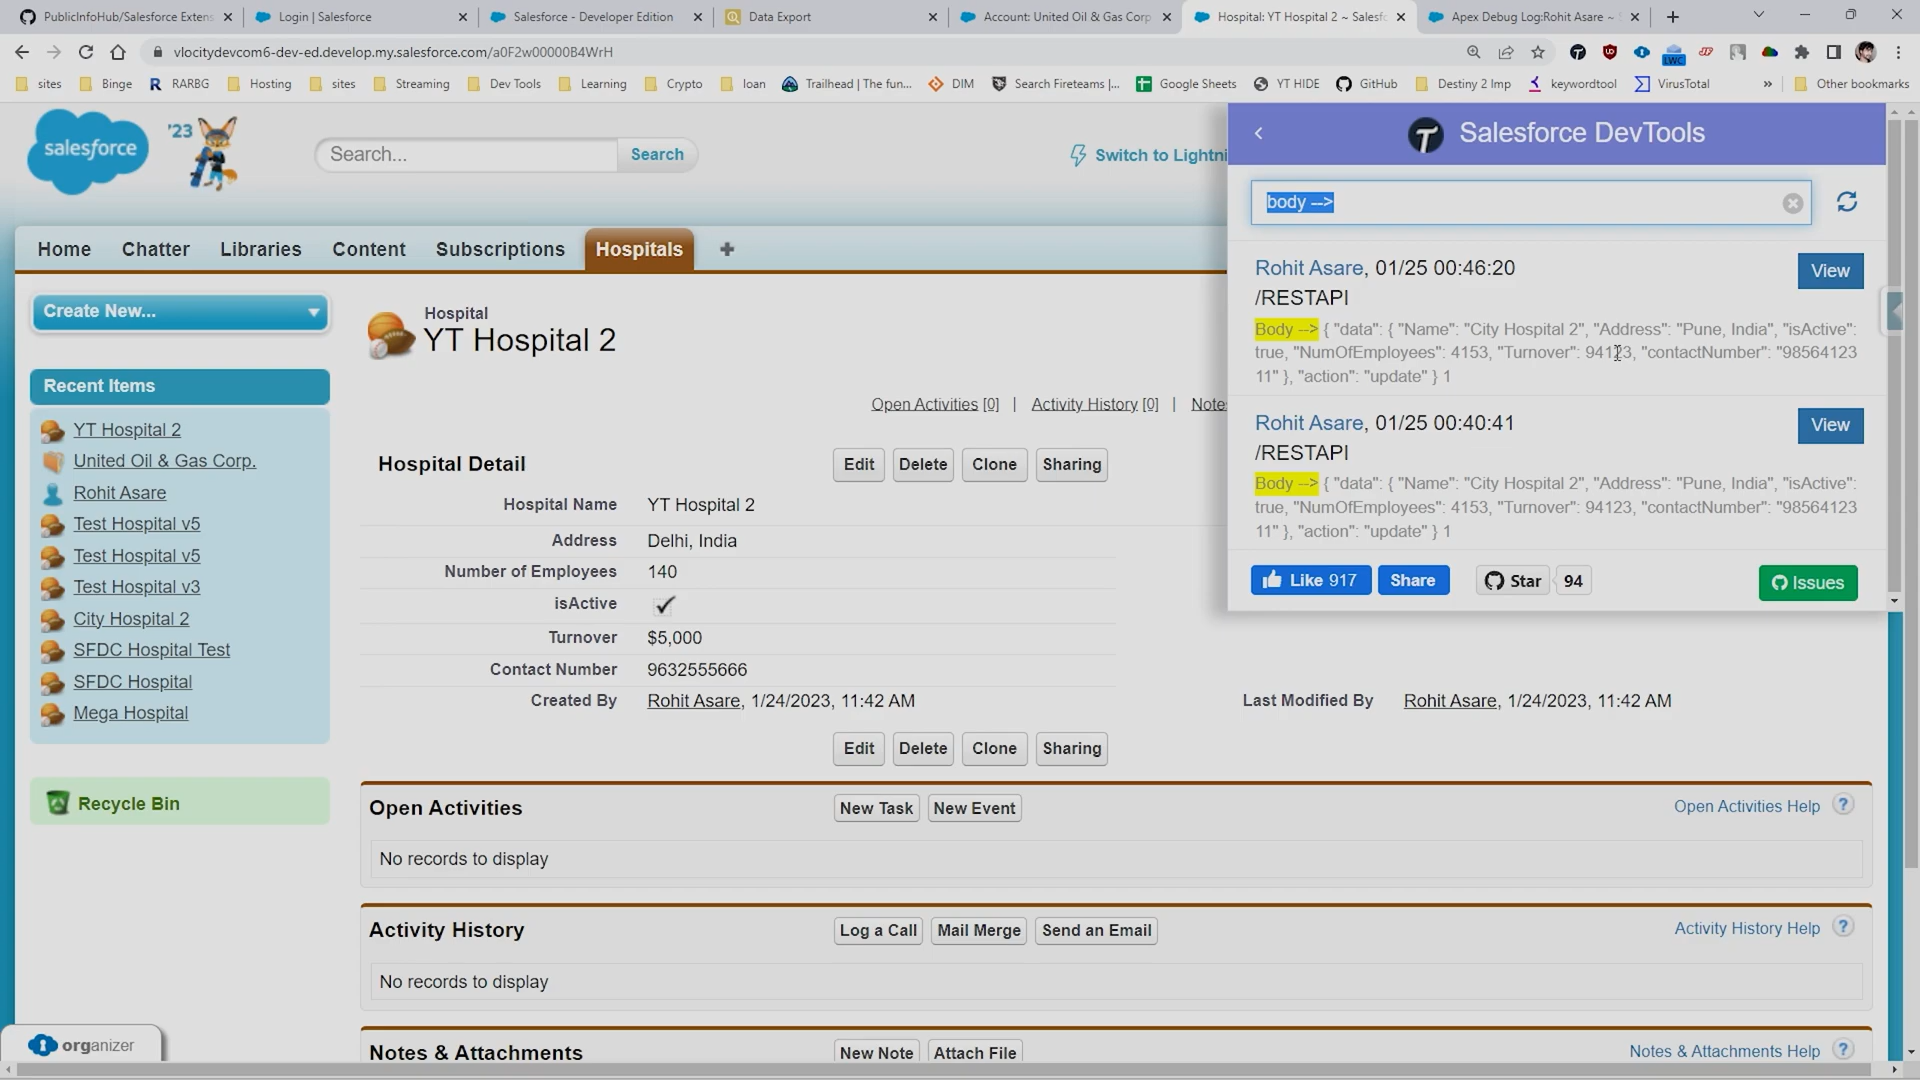 PublicInfoHub/Salesforce Extens
Login | Salesforce
Salesforce - Developer Edition
Data Export
Account: United Oil & Gas Corp
Hospital: YT Hospital 2 ~ Salesfo
Apex Debug Log:Rohit Asare ~
vlocitydevcom6-dev-ed.develop.my.salesforce.com/a0F2w00000B4WrH
sites
Binge
RARBG
Hosting
sites
Streaming
Dev Tools
Learning
Crypto
loan
Trailhead | The fun...
DIM
Search Fireteams |...
Google Sheets
YT HIDE
GitHub
Destiny 2 Imp
keywordtool
VirusTotal
»
Other bookmarks
salesforce
'23
Search...
Search
Switch to Lightni
Home
Chatter
Libraries
Content
Subscriptions
Hospitals
Create New...
Recent Items
YT Hospital 2
United Oil & Gas Corp.
Rohit Asare
Test Hospital v5
Test Hospital v5
Test Hospital v3
City Hospital 2
SFDC Hospital Test
SFDC Hospital
Mega Hospital
Recycle Bin
organizer
Hospital
YT Hospital 2
Open Activities [0] | Activity History [0] | Note
Hospital Detail
Edit
Delete
Clone
Sharing
Hospital Name YT Hospital 2
Address Delhi, India
Number of Employees 140
isActive
Turnover $5,000
Contact Number 9632555666
Created By Rohit Asare, 1/24/2023, 11:42 AM
Last Modified By Rohit Asare, 1/24/2023, 11:42 AM
Edit
Delete
Clone
Sharing
Open Activities
New Task
New Event
Open Activities Help
No records to display
Activity History
Log a Call
Mail Merge
Send an Email
Activity History Help
No records to display
Notes & Attachments
New Note
Attach File
Notes & Attachments Help
Salesforce DevTools
body -->
Rohit Asare, 01/25 00:46:20
View
/RESTAPI
Body --> { "data": { "Name": "City Hospital 2", "Address": "Pune, India", "isActive":
true, "NumOfEmployees": 4153, "Turnover": 94123, "contactNumber": "98564123
11" }, "action": "update" } 1
Rohit Asare, 01/25 00:40:41
View
/RESTAPI
Body --> { "data": { "Name": "City Hospital 2", "Address": "Pune, India", "isActive":
true, "NumOfEmployees": 4153, "Turnover": 94123, "contactNumber": "98564123
11" }, "action": "update" } 1
Like 917
Share
Star
94
Issues